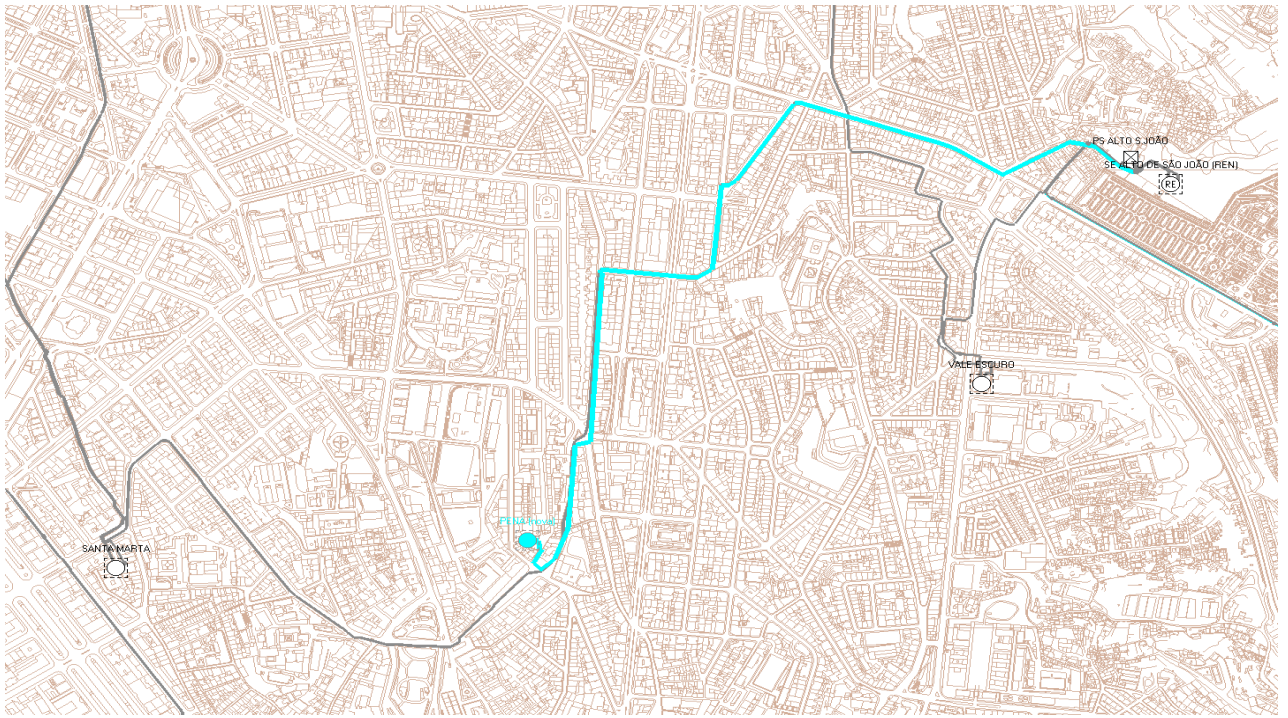 PS ALTO S.JOÃO
SE ALTO DE SÃO JOÃO (REN)
RE
VALE ESCURO
SANTA MARTA